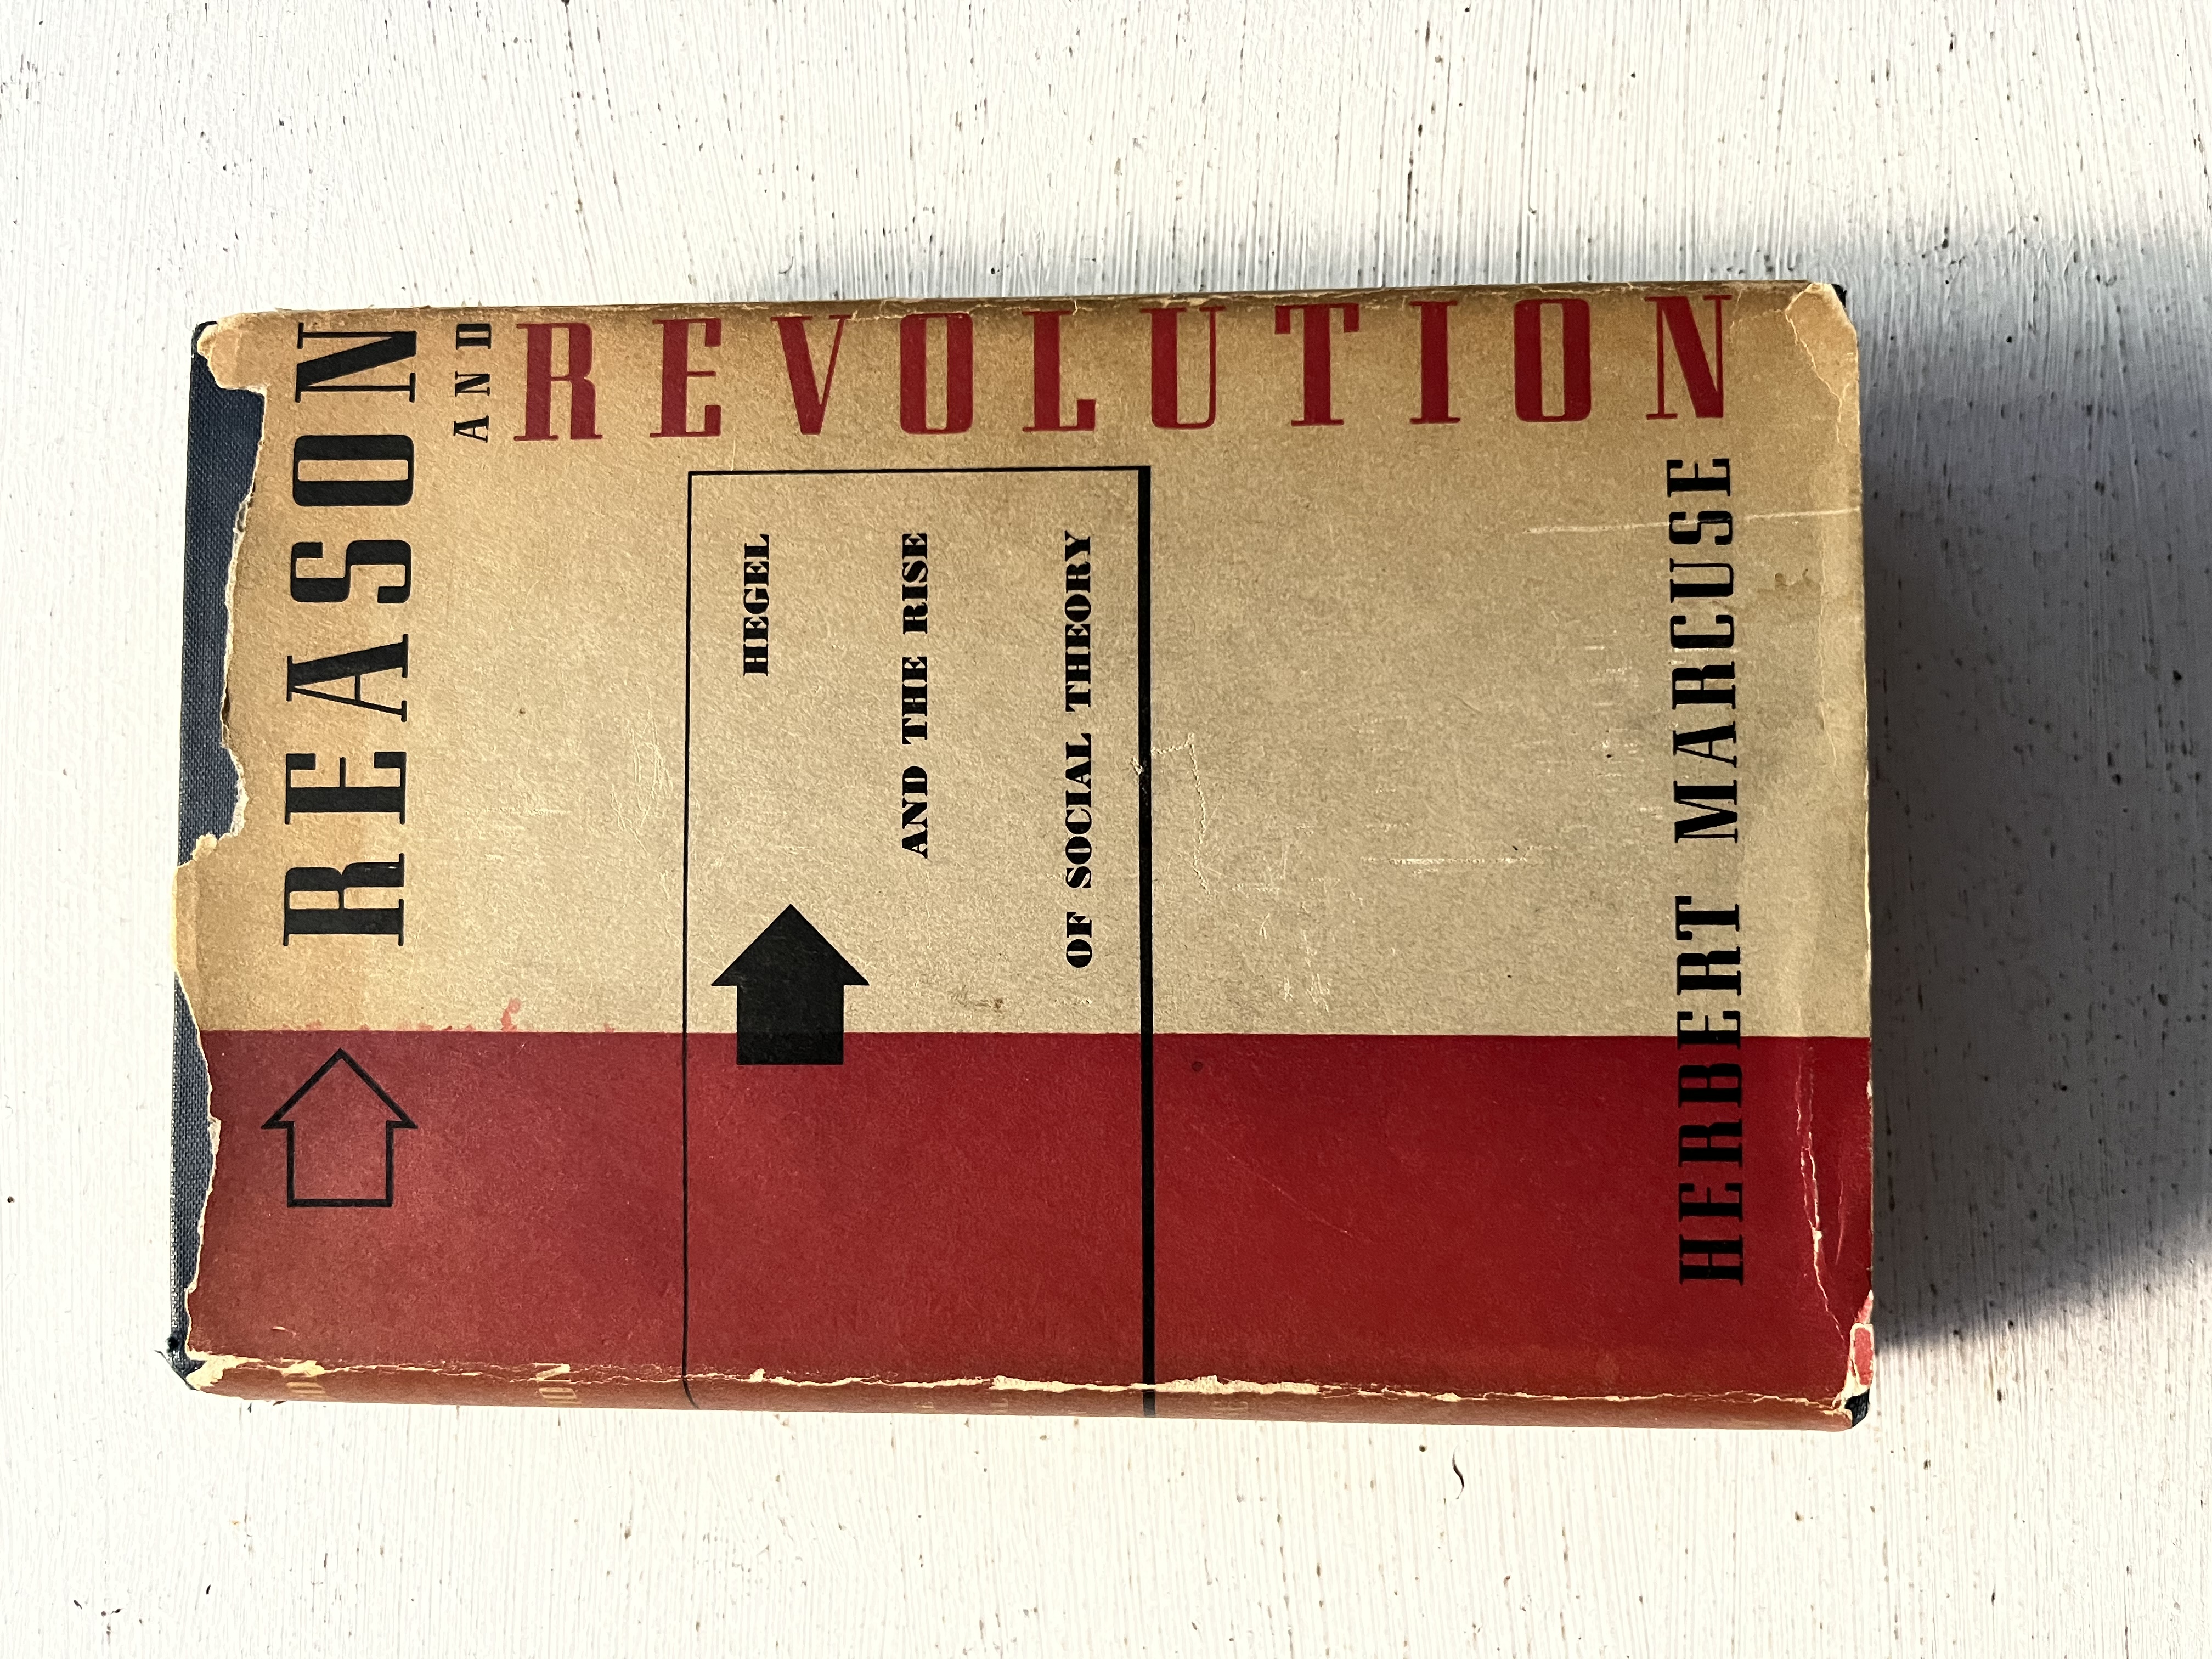 REASON
AND
REVOLUTION
HEGEL
AND THE RISE
OF SOCIAL THEORY
HERBERT MARCUSE